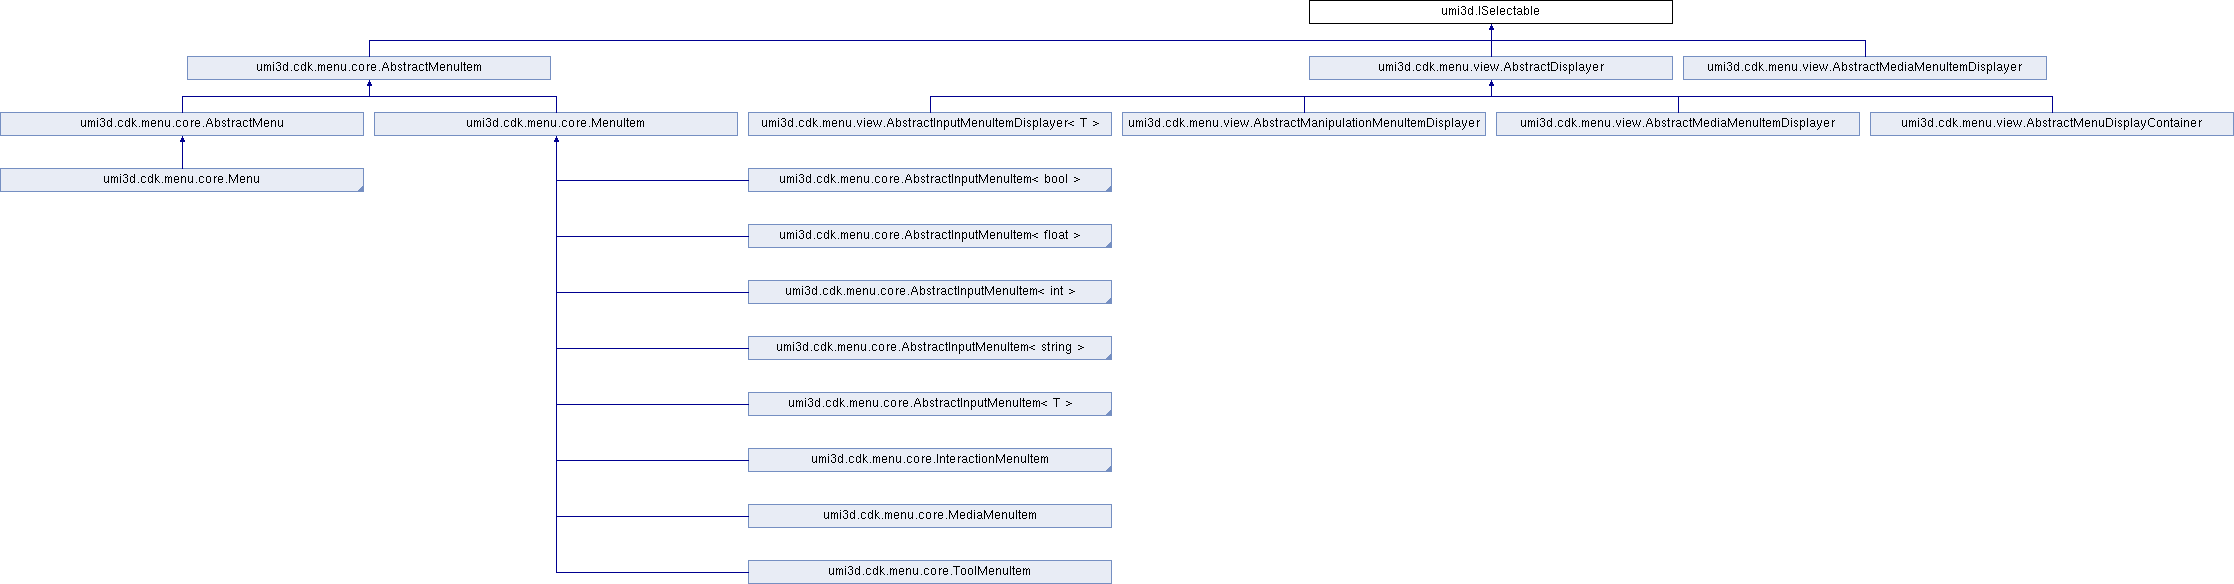 umi3d.ISelectable
umi3d.cdk.menu.core.AbstractMenuItem
umi3d.cdk.menu.view.AbstractDisplayer
umi3d.cdk.menu.view.AbstractMediaMenuItemDisplayer
umi3d.cdk.menu.core.AbstractMenu
umi3d.cdk.menu.core.MenuItem
umi3d.cdk.menu.view.AbstractInputMenuItemDisplayer< T >
umi3d.cdk.menu.view.AbstractManipulationMenuItemDisplayer
umi3d.cdk.menu.view.AbstractMediaMenuItemDisplayer
umi3d.cdk.menu.view.AbstractMenuDisplayContainer
umi3d.cdk.menu.core.Menu
umi3d.cdk.menu.core.AbstractInputMenuItem< bool >
umi3d.cdk.menu.core.AbstractInputMenuItem< float >
umi3d.cdk.menu.core.AbstractInputMenuItem< int >
umi3d.cdk.menu.core.AbstractInputMenuItem< string >
umi3d.cdk.menu.core.AbstractInputMenuItem< T >
umi3d.cdk.menu.core.InteractionMenuItem
umi3d.cdk.menu.core.MediaMenuItem
umi3d.cdk.menu.core.ToolMenuItem